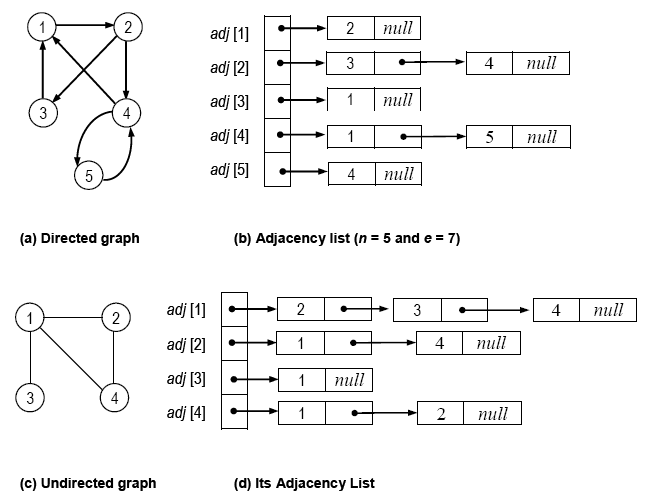 1 2 adj [1] 2 null
adj [2] 3 4 null
3 4 adj [3] 1 null
adj [4] 1 5 null
5 adj [5] 4 null
(a) Directed graph (b) Adjacency list (n = 5 and e = 7)
1 2 adj [1] 2 3 4 null
adj [2] 1 4 null
3 4 adj [3] 1 null
adj [4] 1 2 null
(c) Undirected graph (d) Its Adjacency List